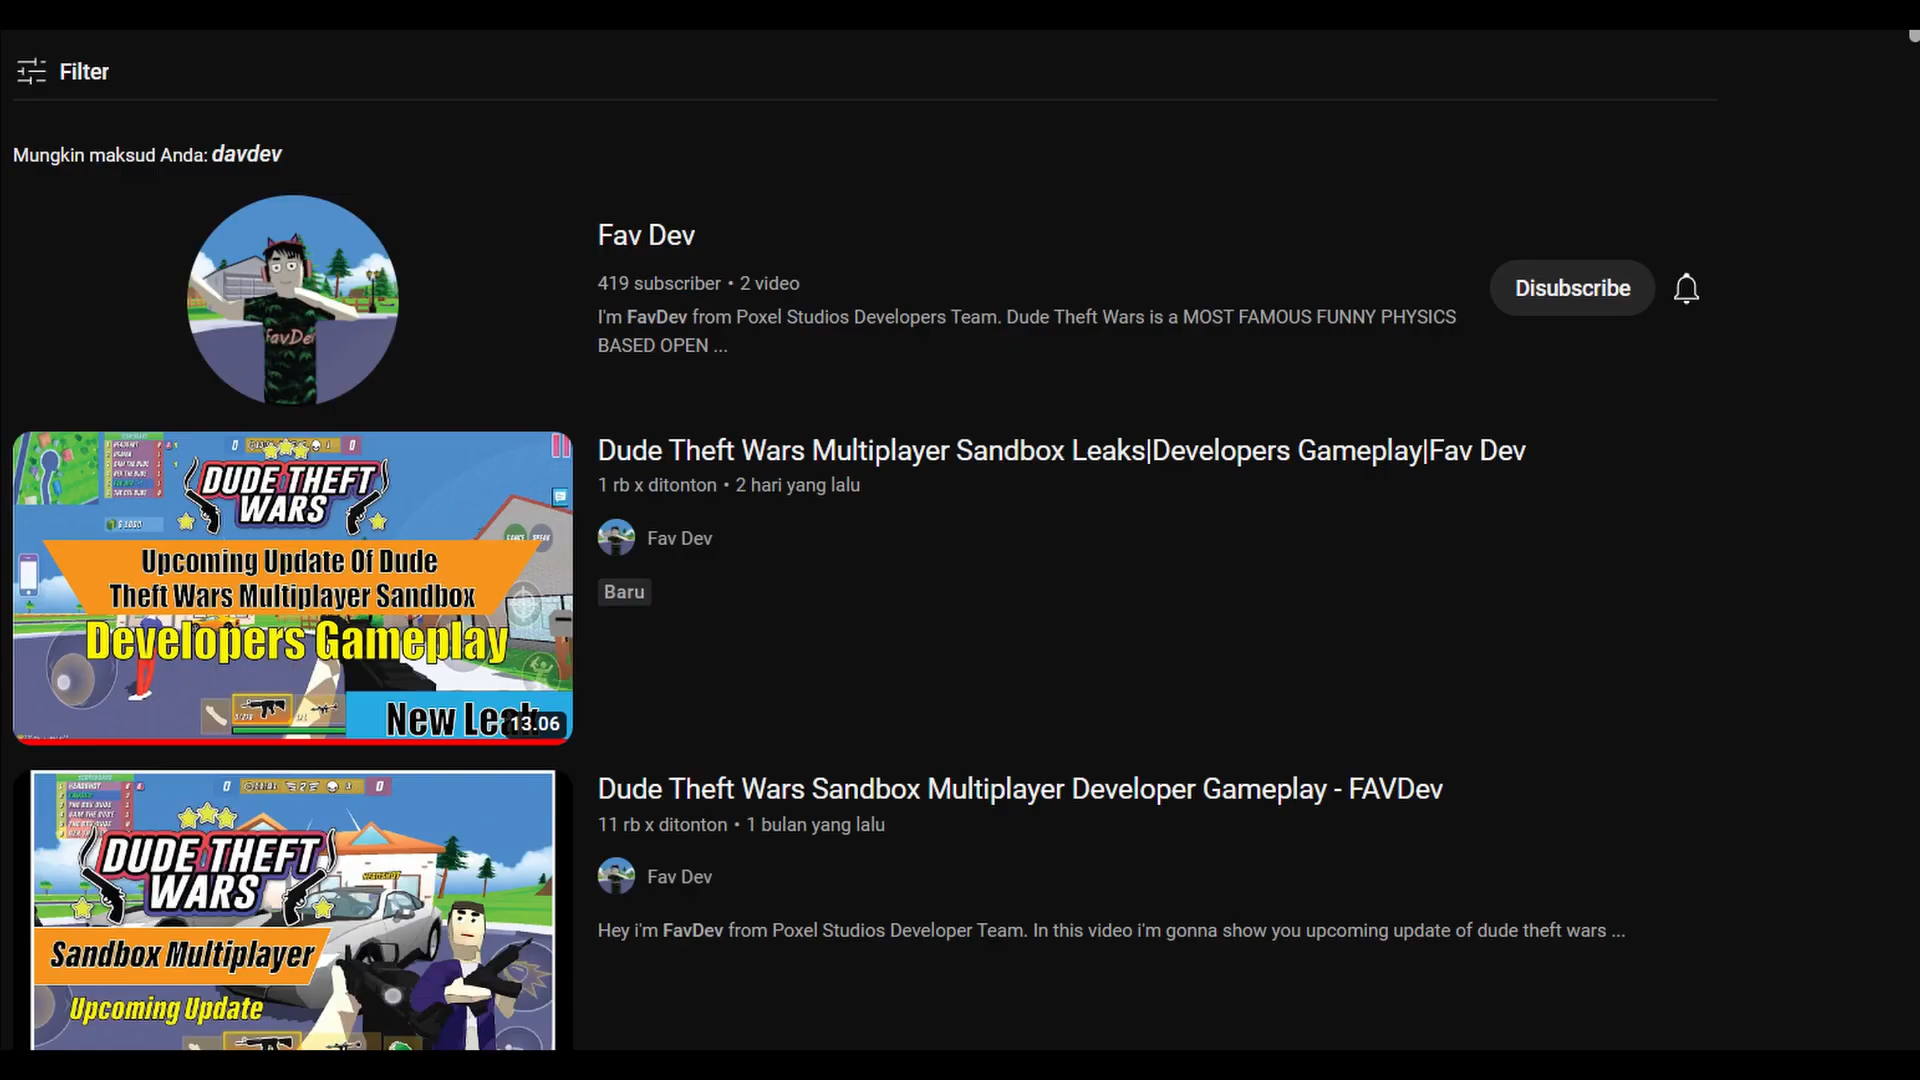 Filter
Mungkin maksud Anda: davdev
Fav Dev
419 subscriber • 2 video
I'm FavDev from Poxel Studios Developers Team. Dude Theft Wars is a MOST FAMOUS FUNNY PHYSICS
BASED OPEN ...
Disubscribe
FavDev
DUDE THEFT
WARS
Upcoming Update Of Dude
Theft Wars Multiplayer Sandbox
Developers Gameplay
New Leak
13.06
Dude Theft Wars Multiplayer Sandbox Leaks|Developers Gameplay|Fav Dev
1 rb x ditonton • 2 hari yang lalu
Fav Dev
Baru
DUDE THEFT
WARS
Sandbox Multiplayer
Upcoming Update
Dude Theft Wars Sandbox Multiplayer Developer Gameplay - FAVDev
11 rb x ditonton • 1 bulan yang lalu
Fav Dev
Hey i'm FavDev from Poxel Studios Developer Team. In this video i'm gonna show you upcoming update of dude theft wars ...